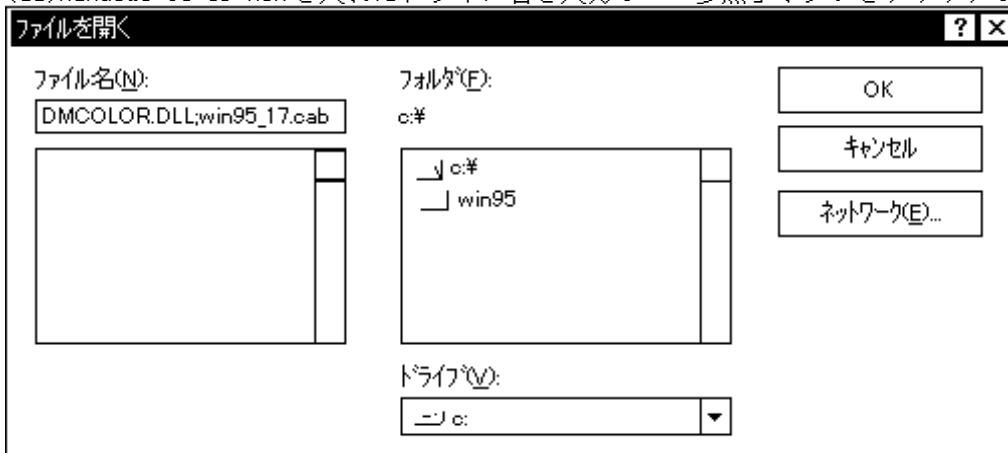 ファイルを開く
ファイル名(N):
DMCOLOR.DLL;win95_17.cab
フォルダ(F):
c:¥
c:¥
win95
ドライブ(V):
c:
OK
キャンセル
ネットワーク(E)...